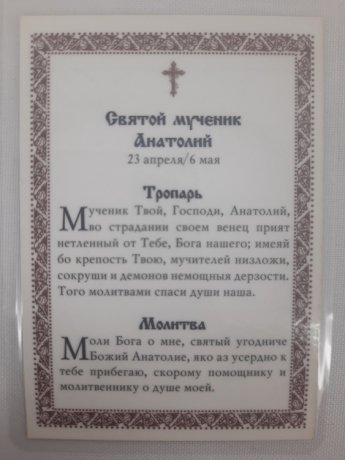 Святой мученик
Анатолий
23 апреля/6 мая
Тропарь
Мученик Твой, Господи, Анатолий,
во страдании своем венец прият
нетленный от Тебе, Бога нашего; имеяй
бо крепость Твою, мучителей низложи,
сокруши и демонов немощныя дерзости.
Того молитвами спаси души наша.
Молитва
Моли Бога о мне, святый угодниче
Божий Анатолие, яко аз усердно к
тебе прибегаю, скорому помощнику и
молитвеннику о душе моей.